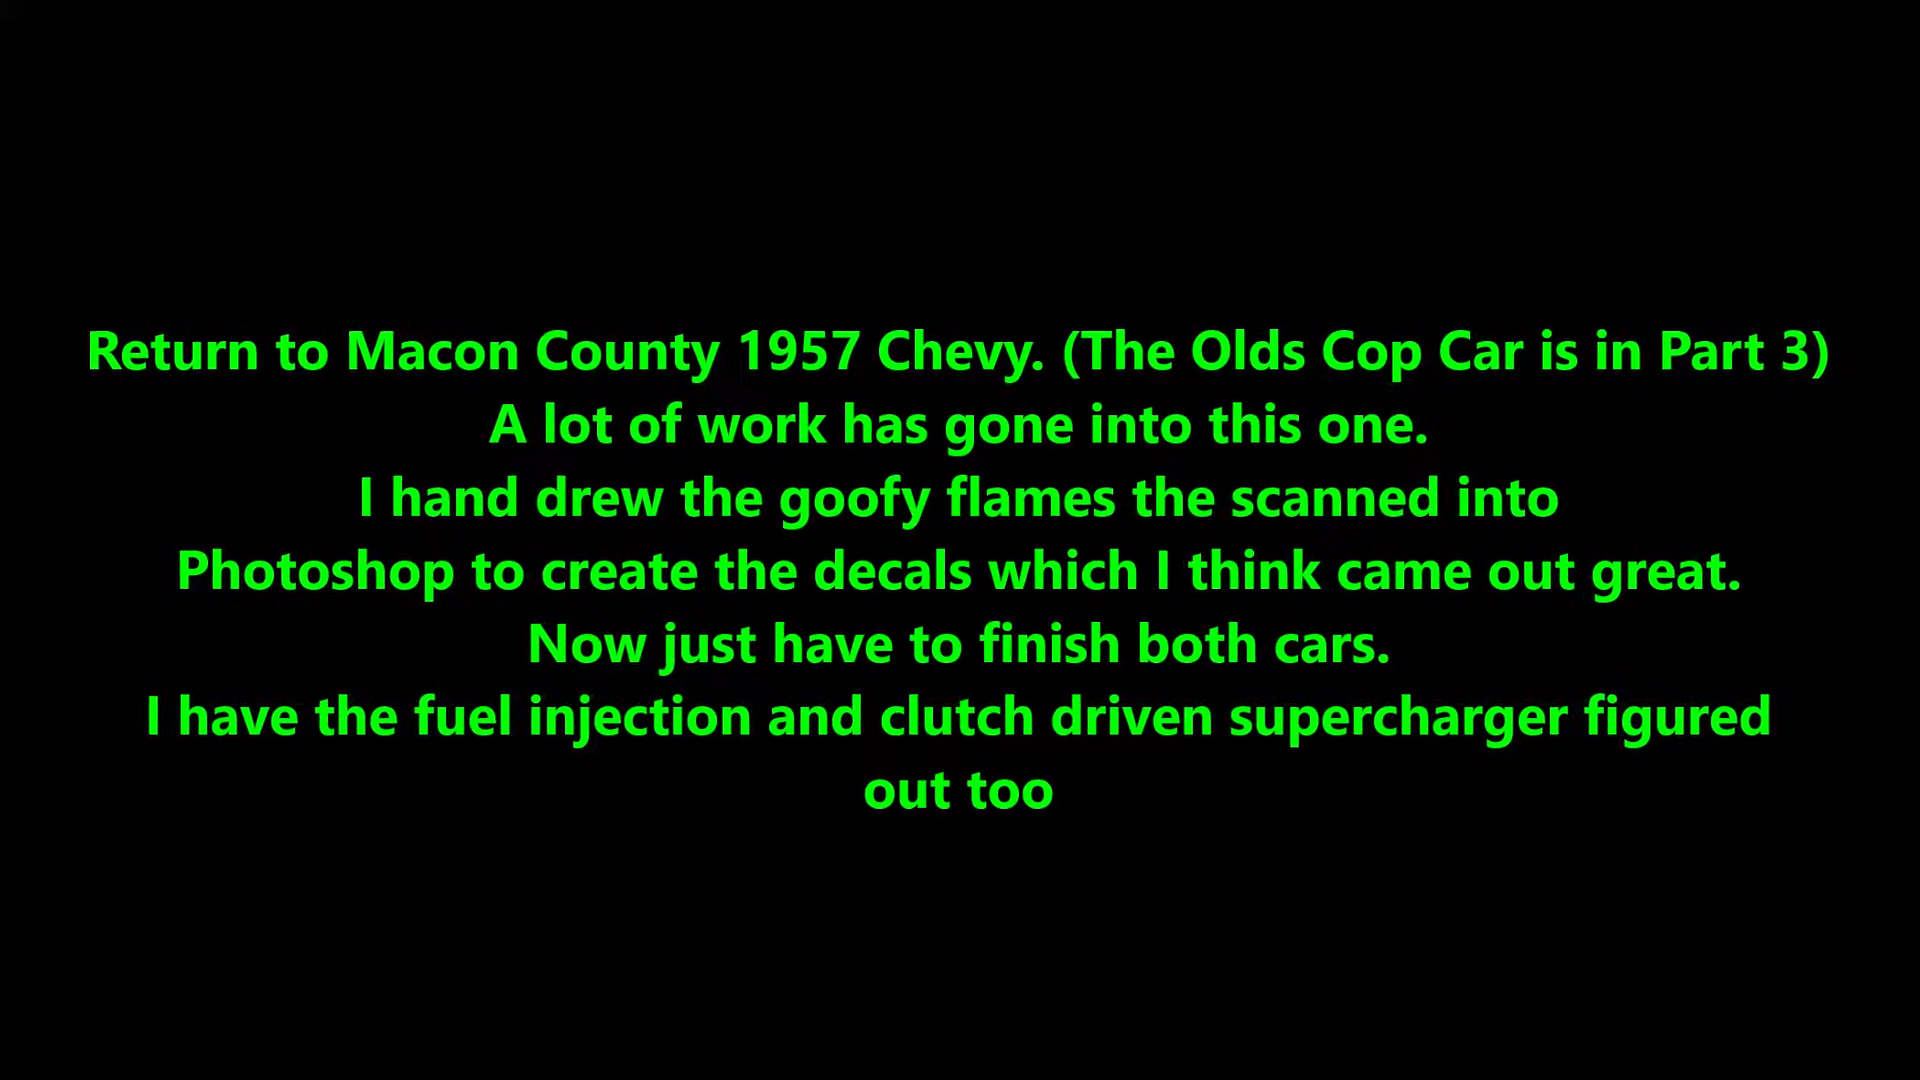 Return to Macon County 1957 Chevy. (The Olds Cop Car is in Part 3)
A lot of work has gone into this one.
I hand drew the goofy flames the scanned into
Photoshop to create the decals which I think came out great.
Now just have to finish both cars.
I have the fuel injection and clutch driven supercharger figured
out too